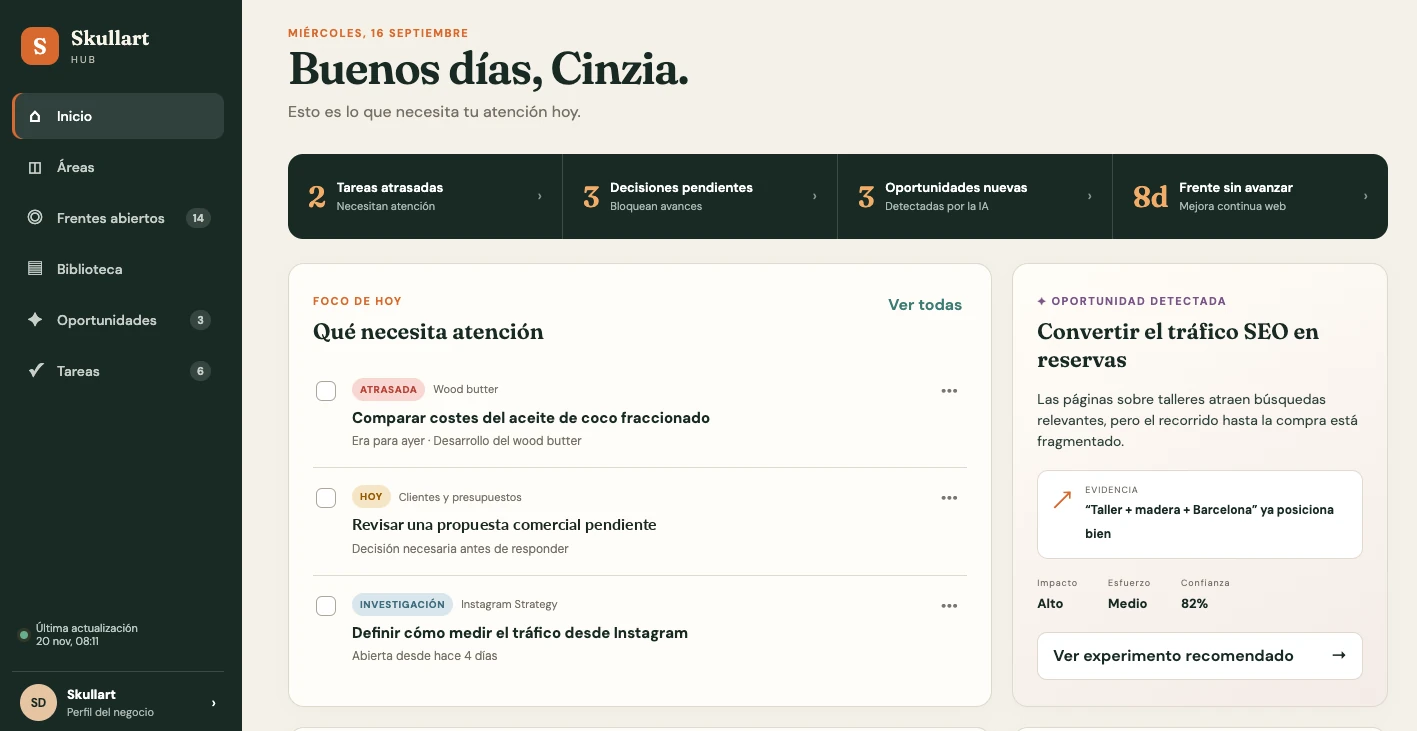 S
Skullart
HUB
Inicio
Áreas
Frentes abiertos 14
Biblioteca
Oportunidades 3
Tareas 6
Última actualización
20 nov, 08:11
SD
Skullart
Perfil del negocio
MIÉRCOLES, 16 SEPTIEMBRE
Buenos días, Cinzia.
Esto es lo que necesita tu atención hoy.
2
Tareas atrasadas
Necesitan atención
3
Decisiones pendientes
Bloquean avances
3
Oportunidades nuevas
Detectadas por la IA
8d
Frente sin avanzar
Mejora continua web
FOCO DE HOY
Qué necesita atención
Ver todas
ATRASADA Wood butter
Comparar costes del aceite de coco fraccionado
Era para ayer · Desarrollo del wood butter
HOY Clientes y presupuestos
Revisar una propuesta comercial pendiente
Decisión necesaria antes de responder
INVESTIGACIÓN Instagram Strategy
Definir cómo medir el tráfico desde Instagram
Abierta desde hace 4 días
OPORTUNIDAD DETECTADA
Convertir el tráfico SEO en
reservas
Las páginas sobre talleres atraen búsquedas
relevantes, pero el recorrido hasta la compra está
fragmentado.
EVIDENCIA
“Taller + madera + Barcelona” ya posiciona
bien
Impacto Esfuerzo Confianza
Alto Medio 82%
Ver experimento recomendado →